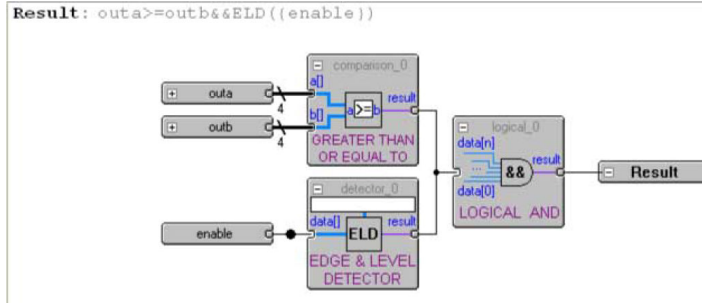 Result: outa>=outb&&ELD((enable))
comparison_0
a[]
outa
4
result
a>=b
b[]
outb
4
GREATER THAN
OR EQUAL TO
logical_0
data[n]
...
&&
result
Result
data[0]
LOGICAL AND
detector_0
data[]
result
enable
ELD
EDGE & LEVEL
DETECTOR